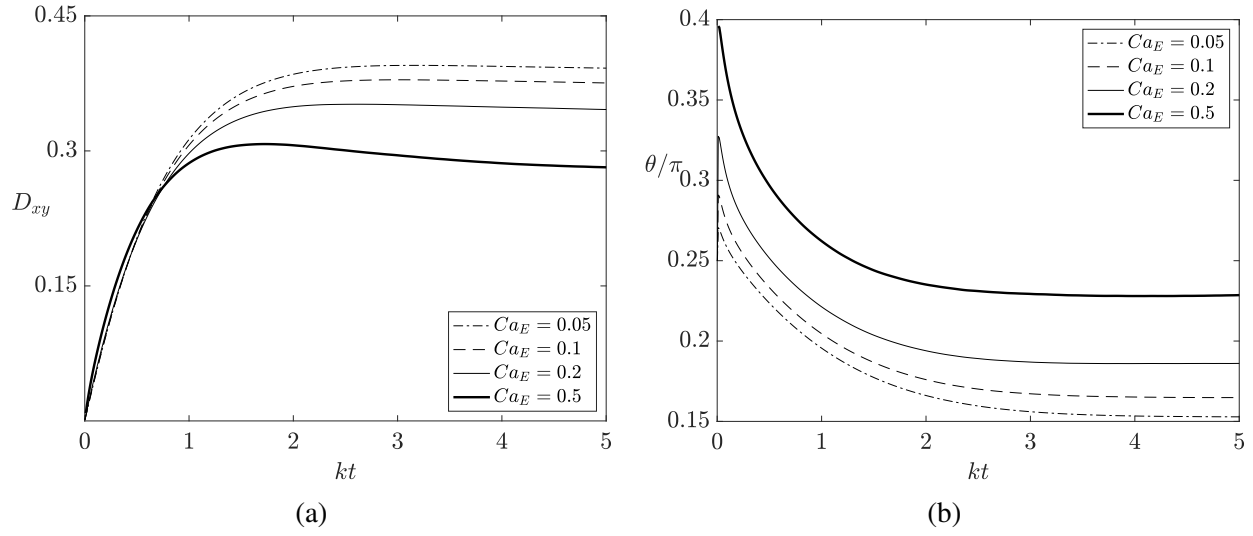 0.45
0.3
0.15
D_{xy}
0 1 2 3 4 5
kt
Ca_E = 0.05
Ca_E = 0.1
Ca_E = 0.2
Ca_E = 0.5
(a)
0.4
0.35
0.3
0.25
0.2
0.15
θ/π
0 1 2 3 4 5
kt
Ca_E = 0.05
Ca_E = 0.1
Ca_E = 0.2
Ca_E = 0.5
(b)